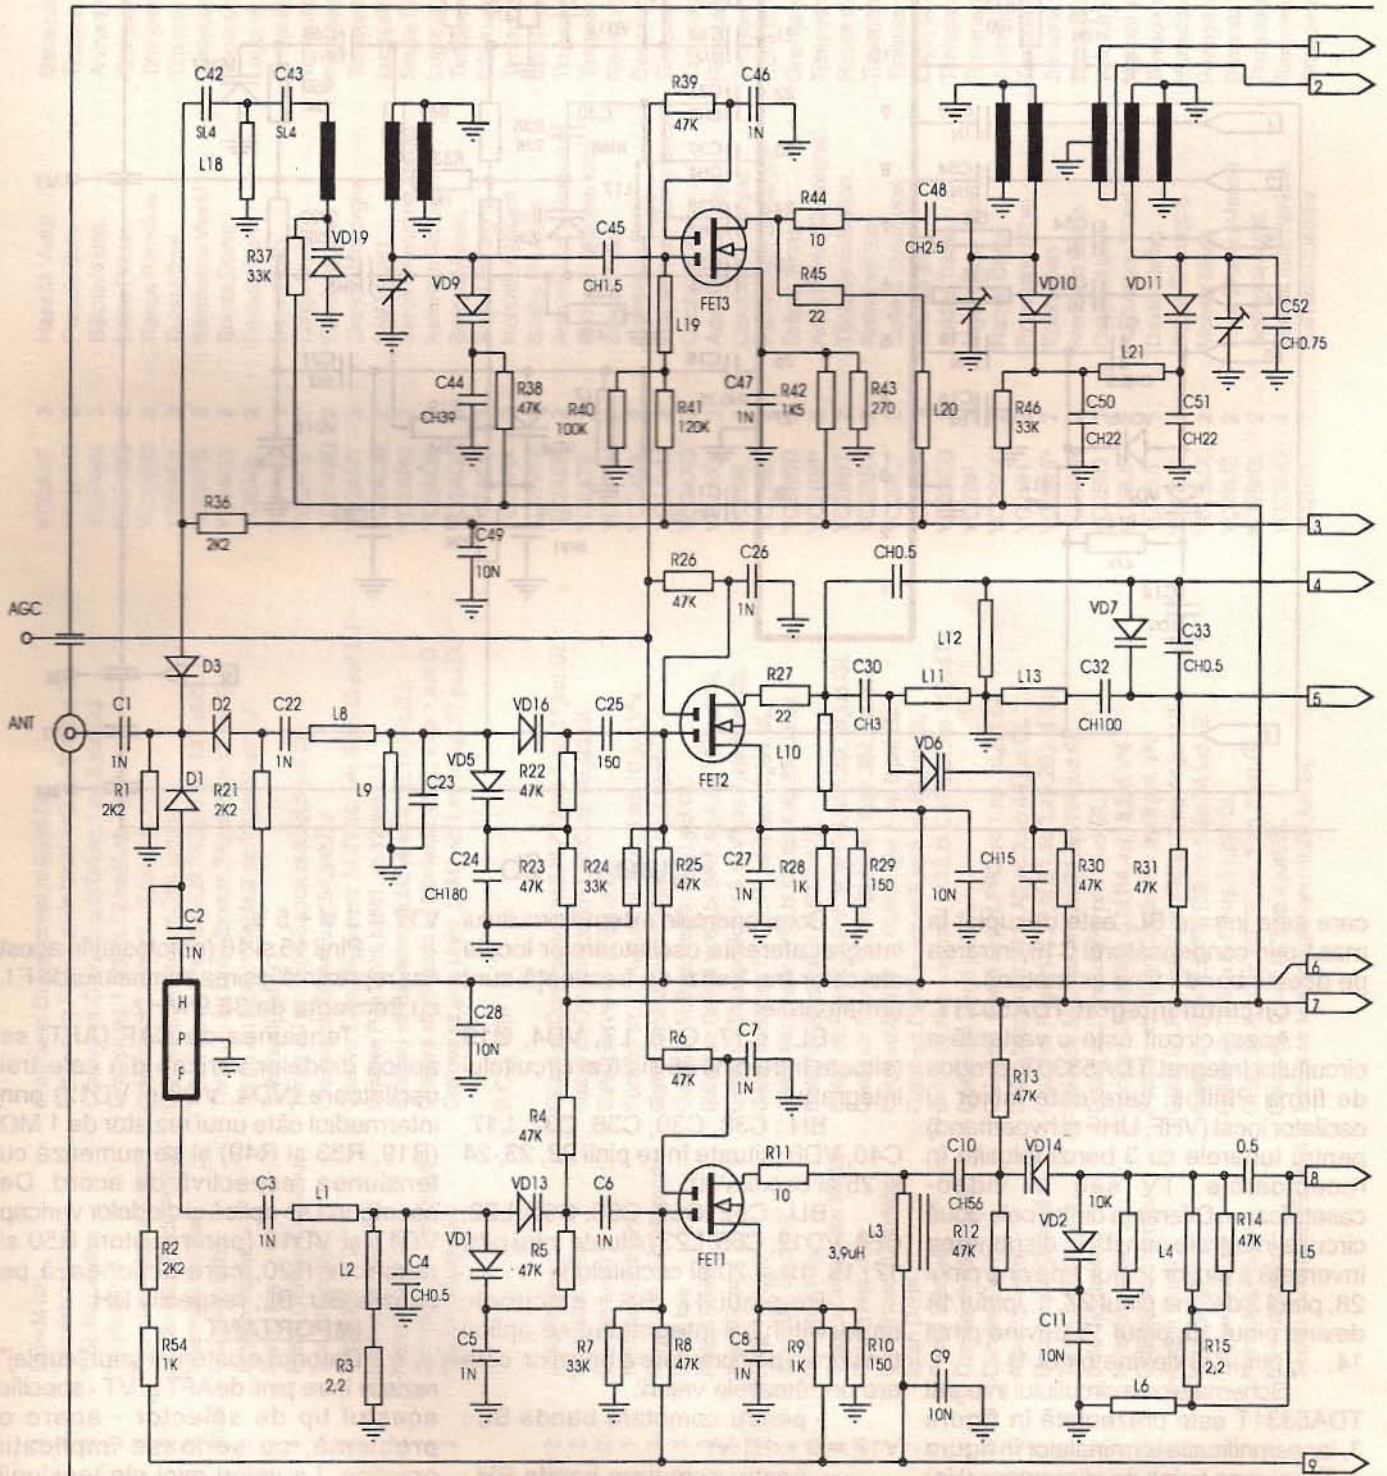 1
2
C42
C43
R39
C46
SL4
SL4
47K
1N
L18
R44
C48
C45
10
CH2.5
R37
33K
VD19
VD9
CH1.5
FET3
R45
22
VD10
VD11
C52
CH0.75
L19
L21
C44
CH39
R38
47K
R40
100K
R41
120K
C47
1N
R42
1K5
R43
270
L20
R46
33K
C50
CH22
C51
CH22
R36
2K2
C49
10N
3
R26
47K
C26
1N
CH0.5
4
VD7
C33
CH0.5
L12
AGC
D3
R27
22
C30
CH3
L11
L13
C32
CH100
5
ANT
C1
1N
D2
C22
1N
L8
VD16
C25
150
FET2
L10
VD6
R1
2K2
D1
R21
2K2
L9
C23
VD5
R22
47K
C24
CH180
R23
47K
R24
33K
R25
47K
C27
1N
R28
1K
R29
150
10N
CH15
R30
47K
R31
47K
C2
1N
6
7
H
P
F
C28
10N
R6
47K
C7
1N
R13
47K
R4
47K
R11
10
C10
CH56
VD14
0.5
8
C3
1N
L1
VD13
C6
1N
FET1
10K
L3
3,9uH
R12
47K
VD2
L4
R14
47K
L5
R2
2K2
L2
C4
CH0.5
VD1
R5
47K
R54
1K
R3
2,2
C5
1N
R7
33K
R8
47K
C8
1N
R9
1K
R10
150
C9
10N
C11
10N
R15
2,2
L6
9